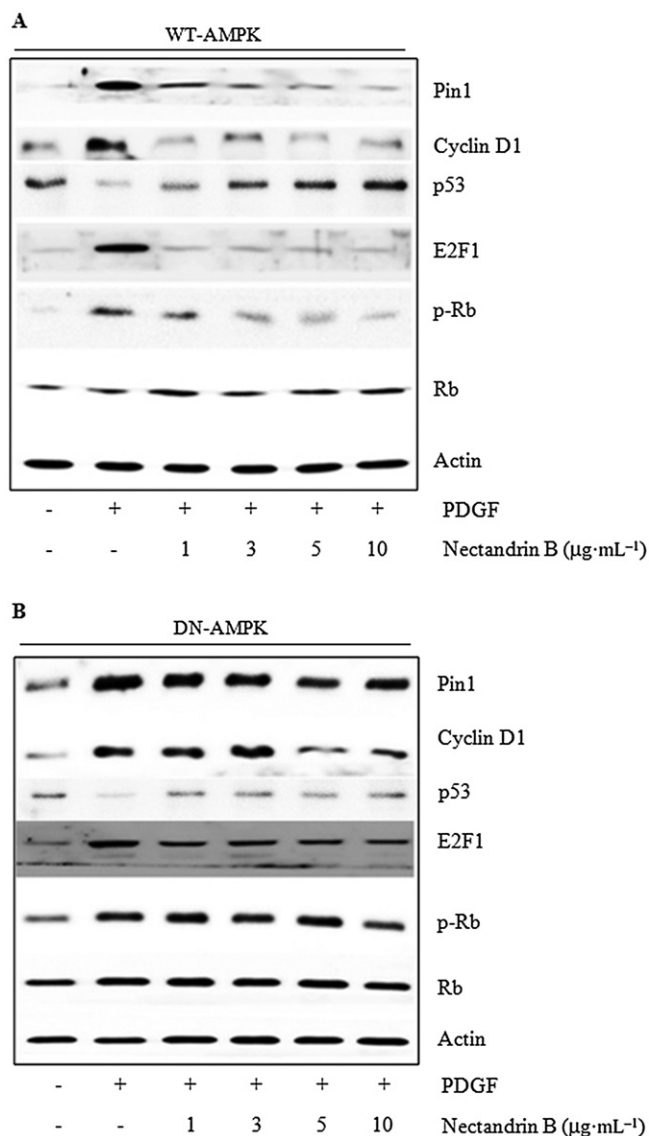 A
WT-AMPK
Pin1
Cyclin D1
p53
E2F1
p-Rb
Rb
Actin
- + + + + + PDGF
- - 1 3 5 10 Nectandrin B (µg·mL⁻¹)
B
DN-AMPK
Pin1
Cyclin D1
p53
E2F1
p-Rb
Rb
Actin
- + + + + + PDGF
- - 1 3 5 10 Nectandrin B (µg·mL⁻¹)